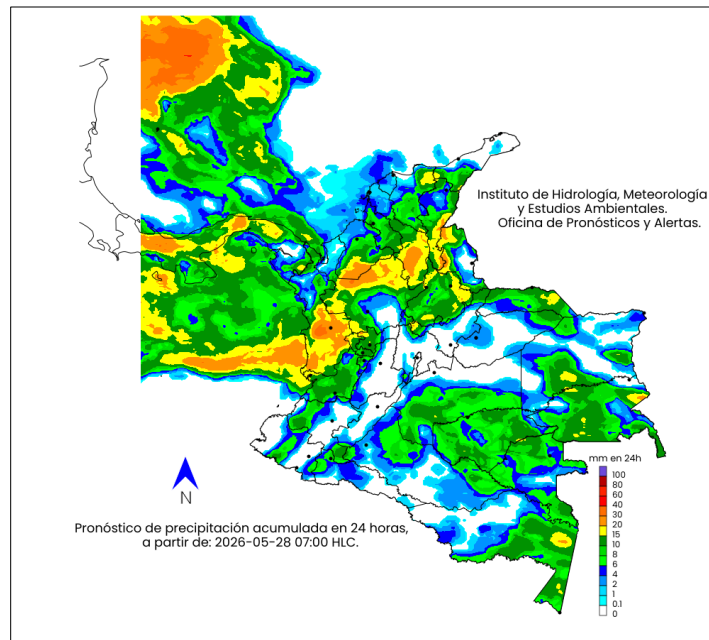 Instituto de Hidrología, Meteorología
y Estudios Ambientales.
Oficina de Pronósticos y Alertas.
mm en 24h
100
80
60
40
30
20
15
10
8
6
4
2
1
0.1
0
N
Pronóstico de precipitación acumulada en 24 horas,
a partir de: 2026-05-28 07:00 HLC.